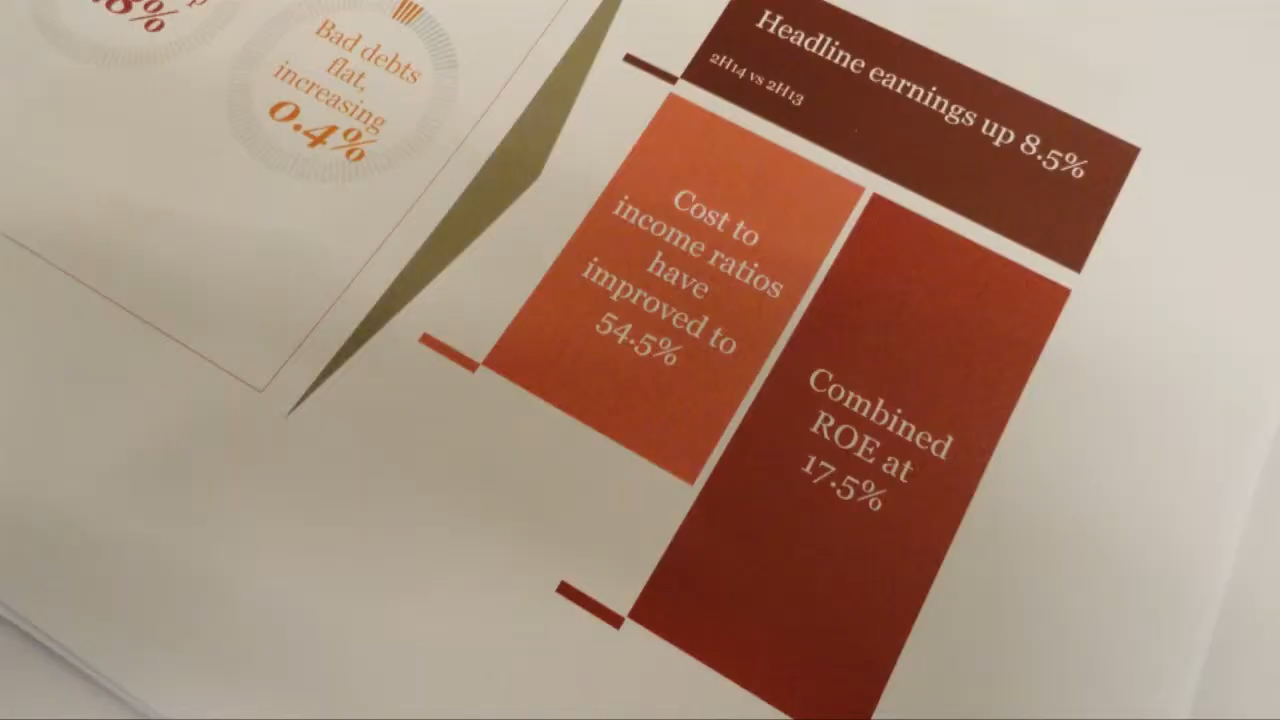 8%
Bad debts
flat,
increasing
0.4%
Headline earnings up 8.5%
2H14 vs 2H13
Cost to
income ratios
have
improved to
54.5%
Combined
ROE at
17.5%